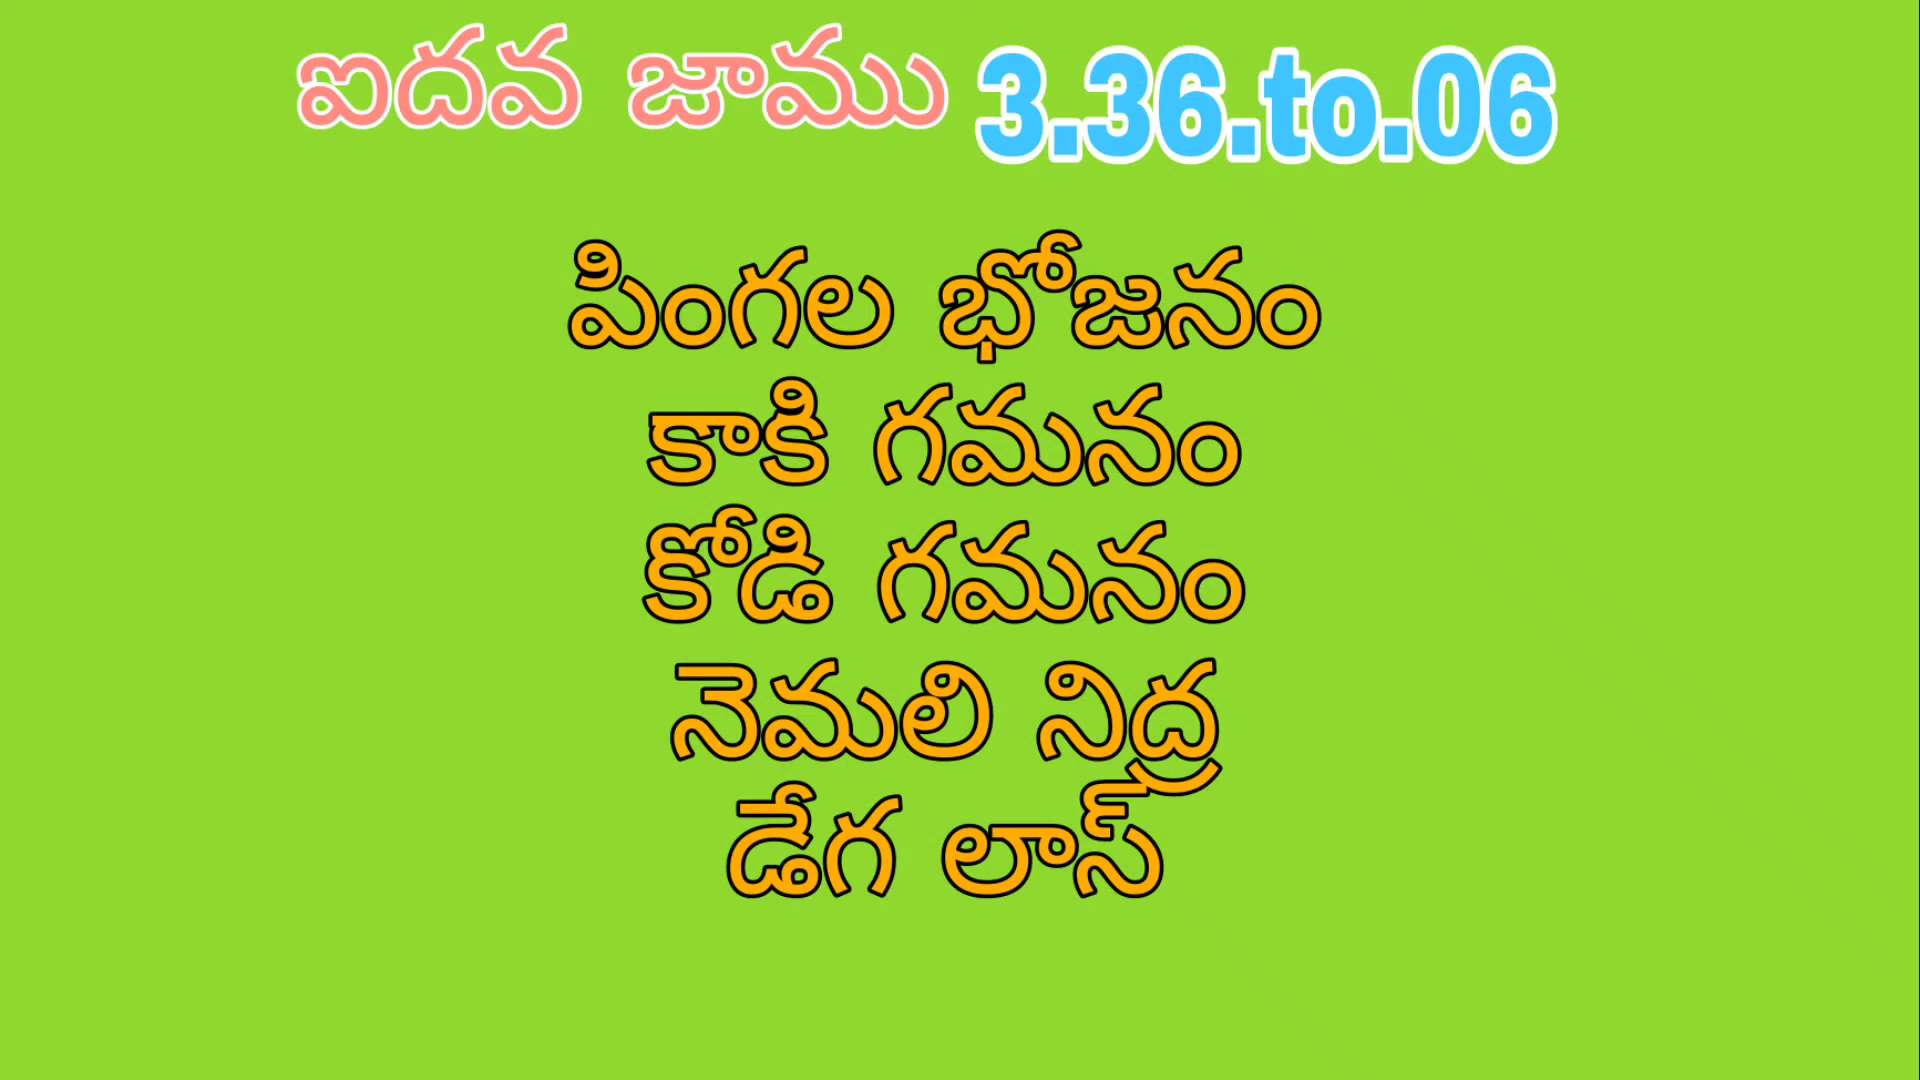 ఐదవ జాము 3.36.to.06
పింగల భోజనం
కాకి గమనం
కోడి గమనం
నెమలి నిద్ర
డేగ లాస్